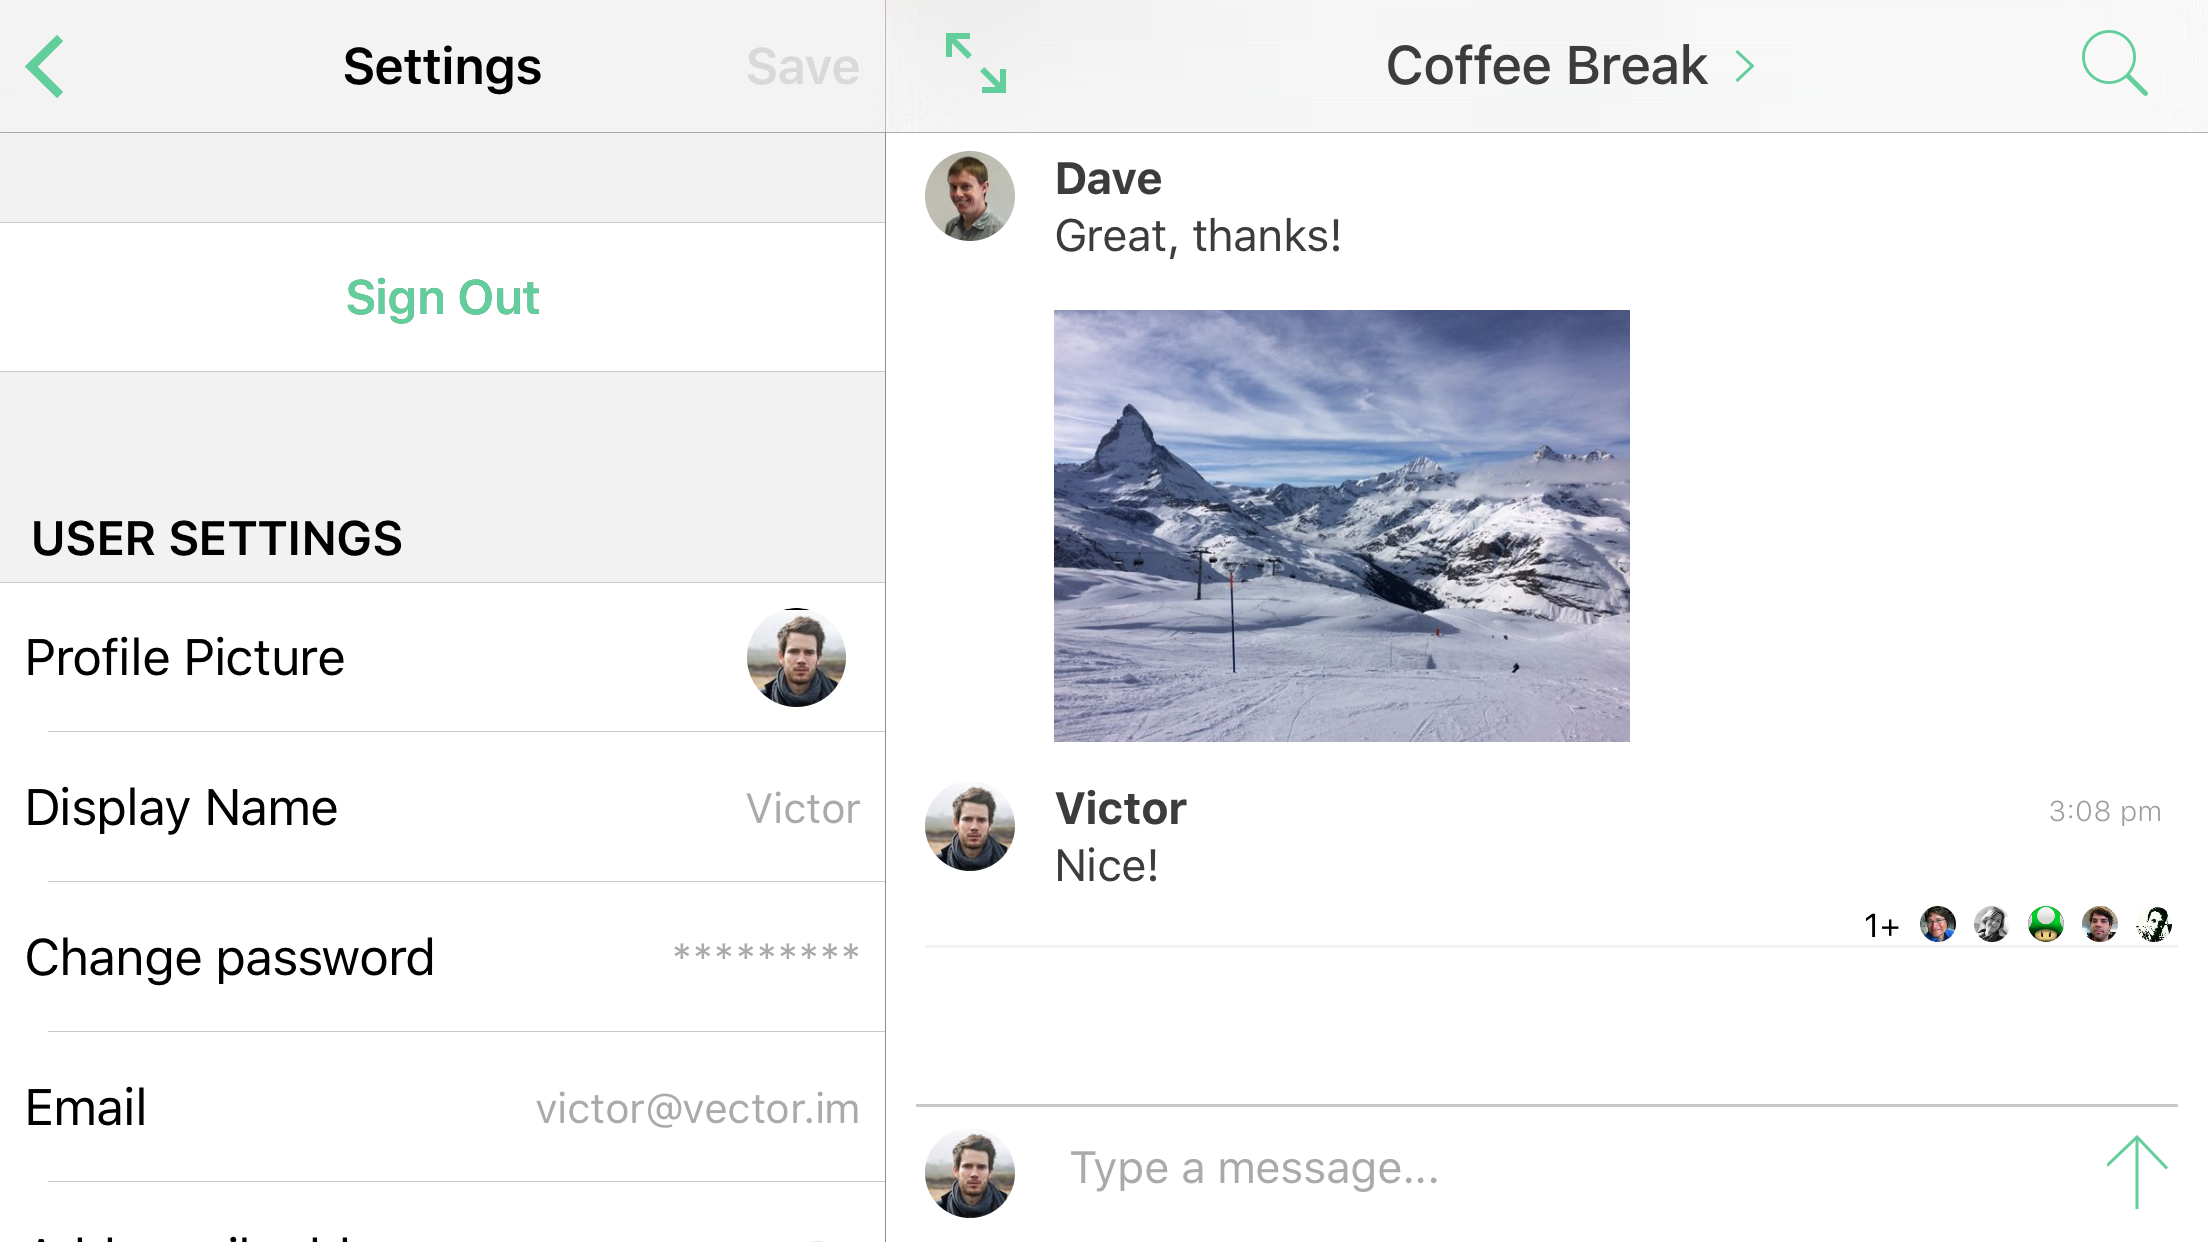 Settings
Save
Sign Out
USER SETTINGS
Profile Picture
Display Name
Victor
Change password
*********
Email
victor@vector.im
Coffee Break
Dave
Great, thanks!
Victor
3:08 pm
Nice!
1+
Type a message...